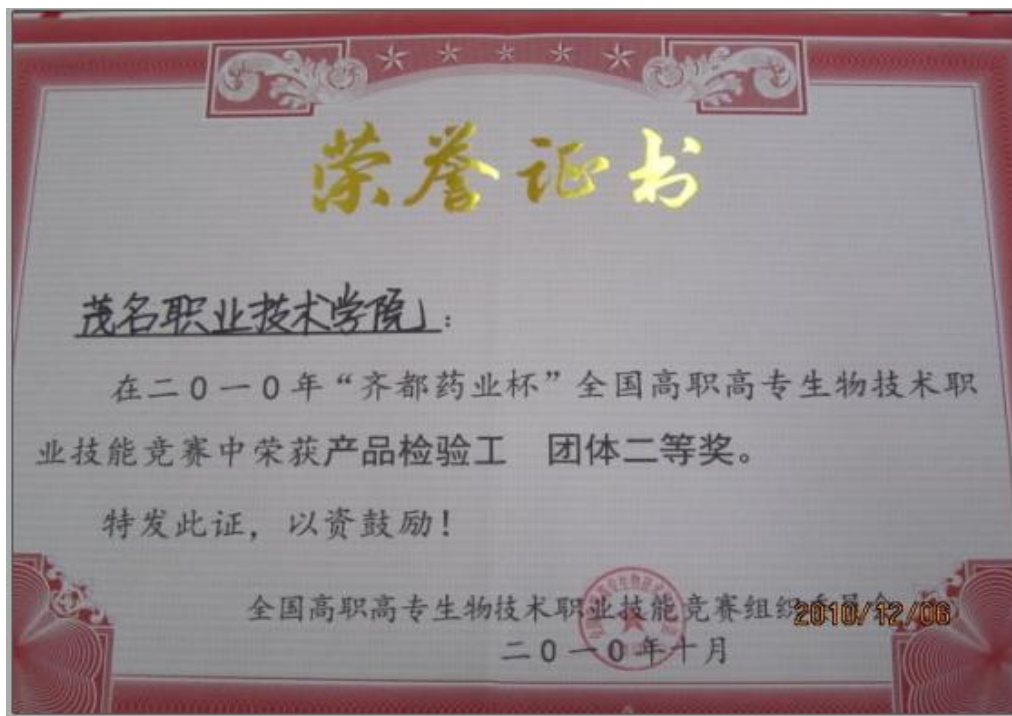 荣誉证书
茂名职业技术学院：
在二0一0年“齐都药业杯”全国高职高专生物技术职
业技能竞赛中荣获产品检验工 团体二等奖。
特发此证，以资鼓励！
全国高职高专生物技术职业技能竞赛组织委员会
2010/12/06
二0一0年十月